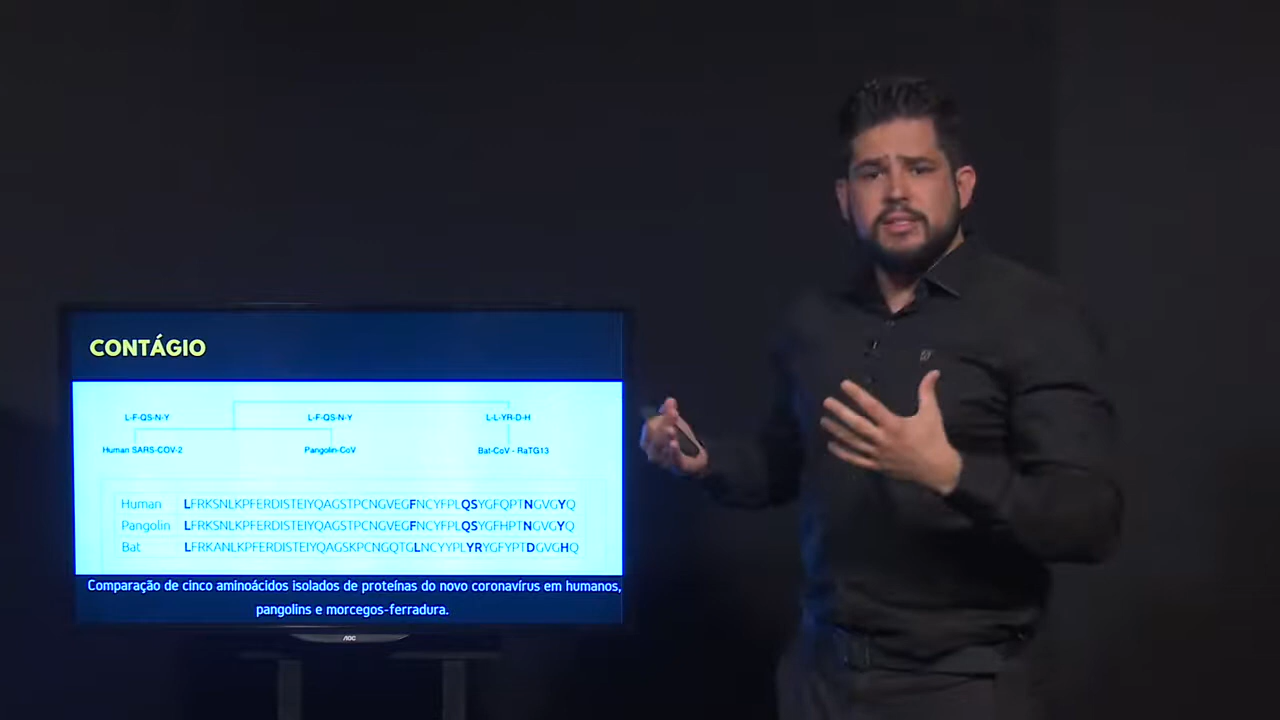 CONTÁGIO
L-F-QS-N-Y L-F-QS-N-Y L-L-YR-D-H
Human SARS-COV-2 Pangolin-CoV Bat-CoV - RaTG13
Human LFRKSNLKPFERDISTEIYQAGSTPCNGVEGFNCYFPLQSYGFQPTNGVGYQ
Pangolin LFRKSNLKPFERDISTEIYQAGSTPCNGVEGFNCYFPLQSYGFHPTNGVGYQ
Bat LFRKANLKPFERDISTEIYQAGSKPCNGQTGLNCYYPLYRYGFYPTDGVGHQ
Comparação de cinco aminoácidos isolados de proteínas do novo coronavírus em humanos,
pangolins e morcegos-ferradura.
AOC